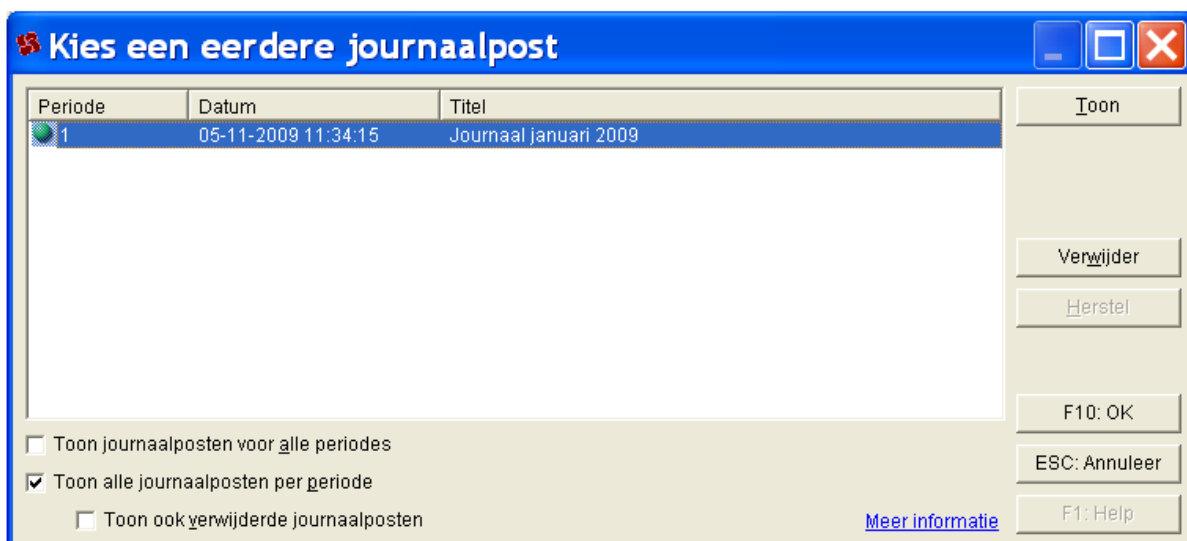 Kies een eerdere journaalpost
Periode Datum Titel
1 05-11-2009 11:34:15 Journaal januari 2009
Toon
Verwijder
Herstel
F10: OK
ESC: Annuleer
F1: Help
Toon journaalposten voor alle periodes
Toon alle journaalposten per periode
Toon ook verwijderde journaalposten
Meer informatie